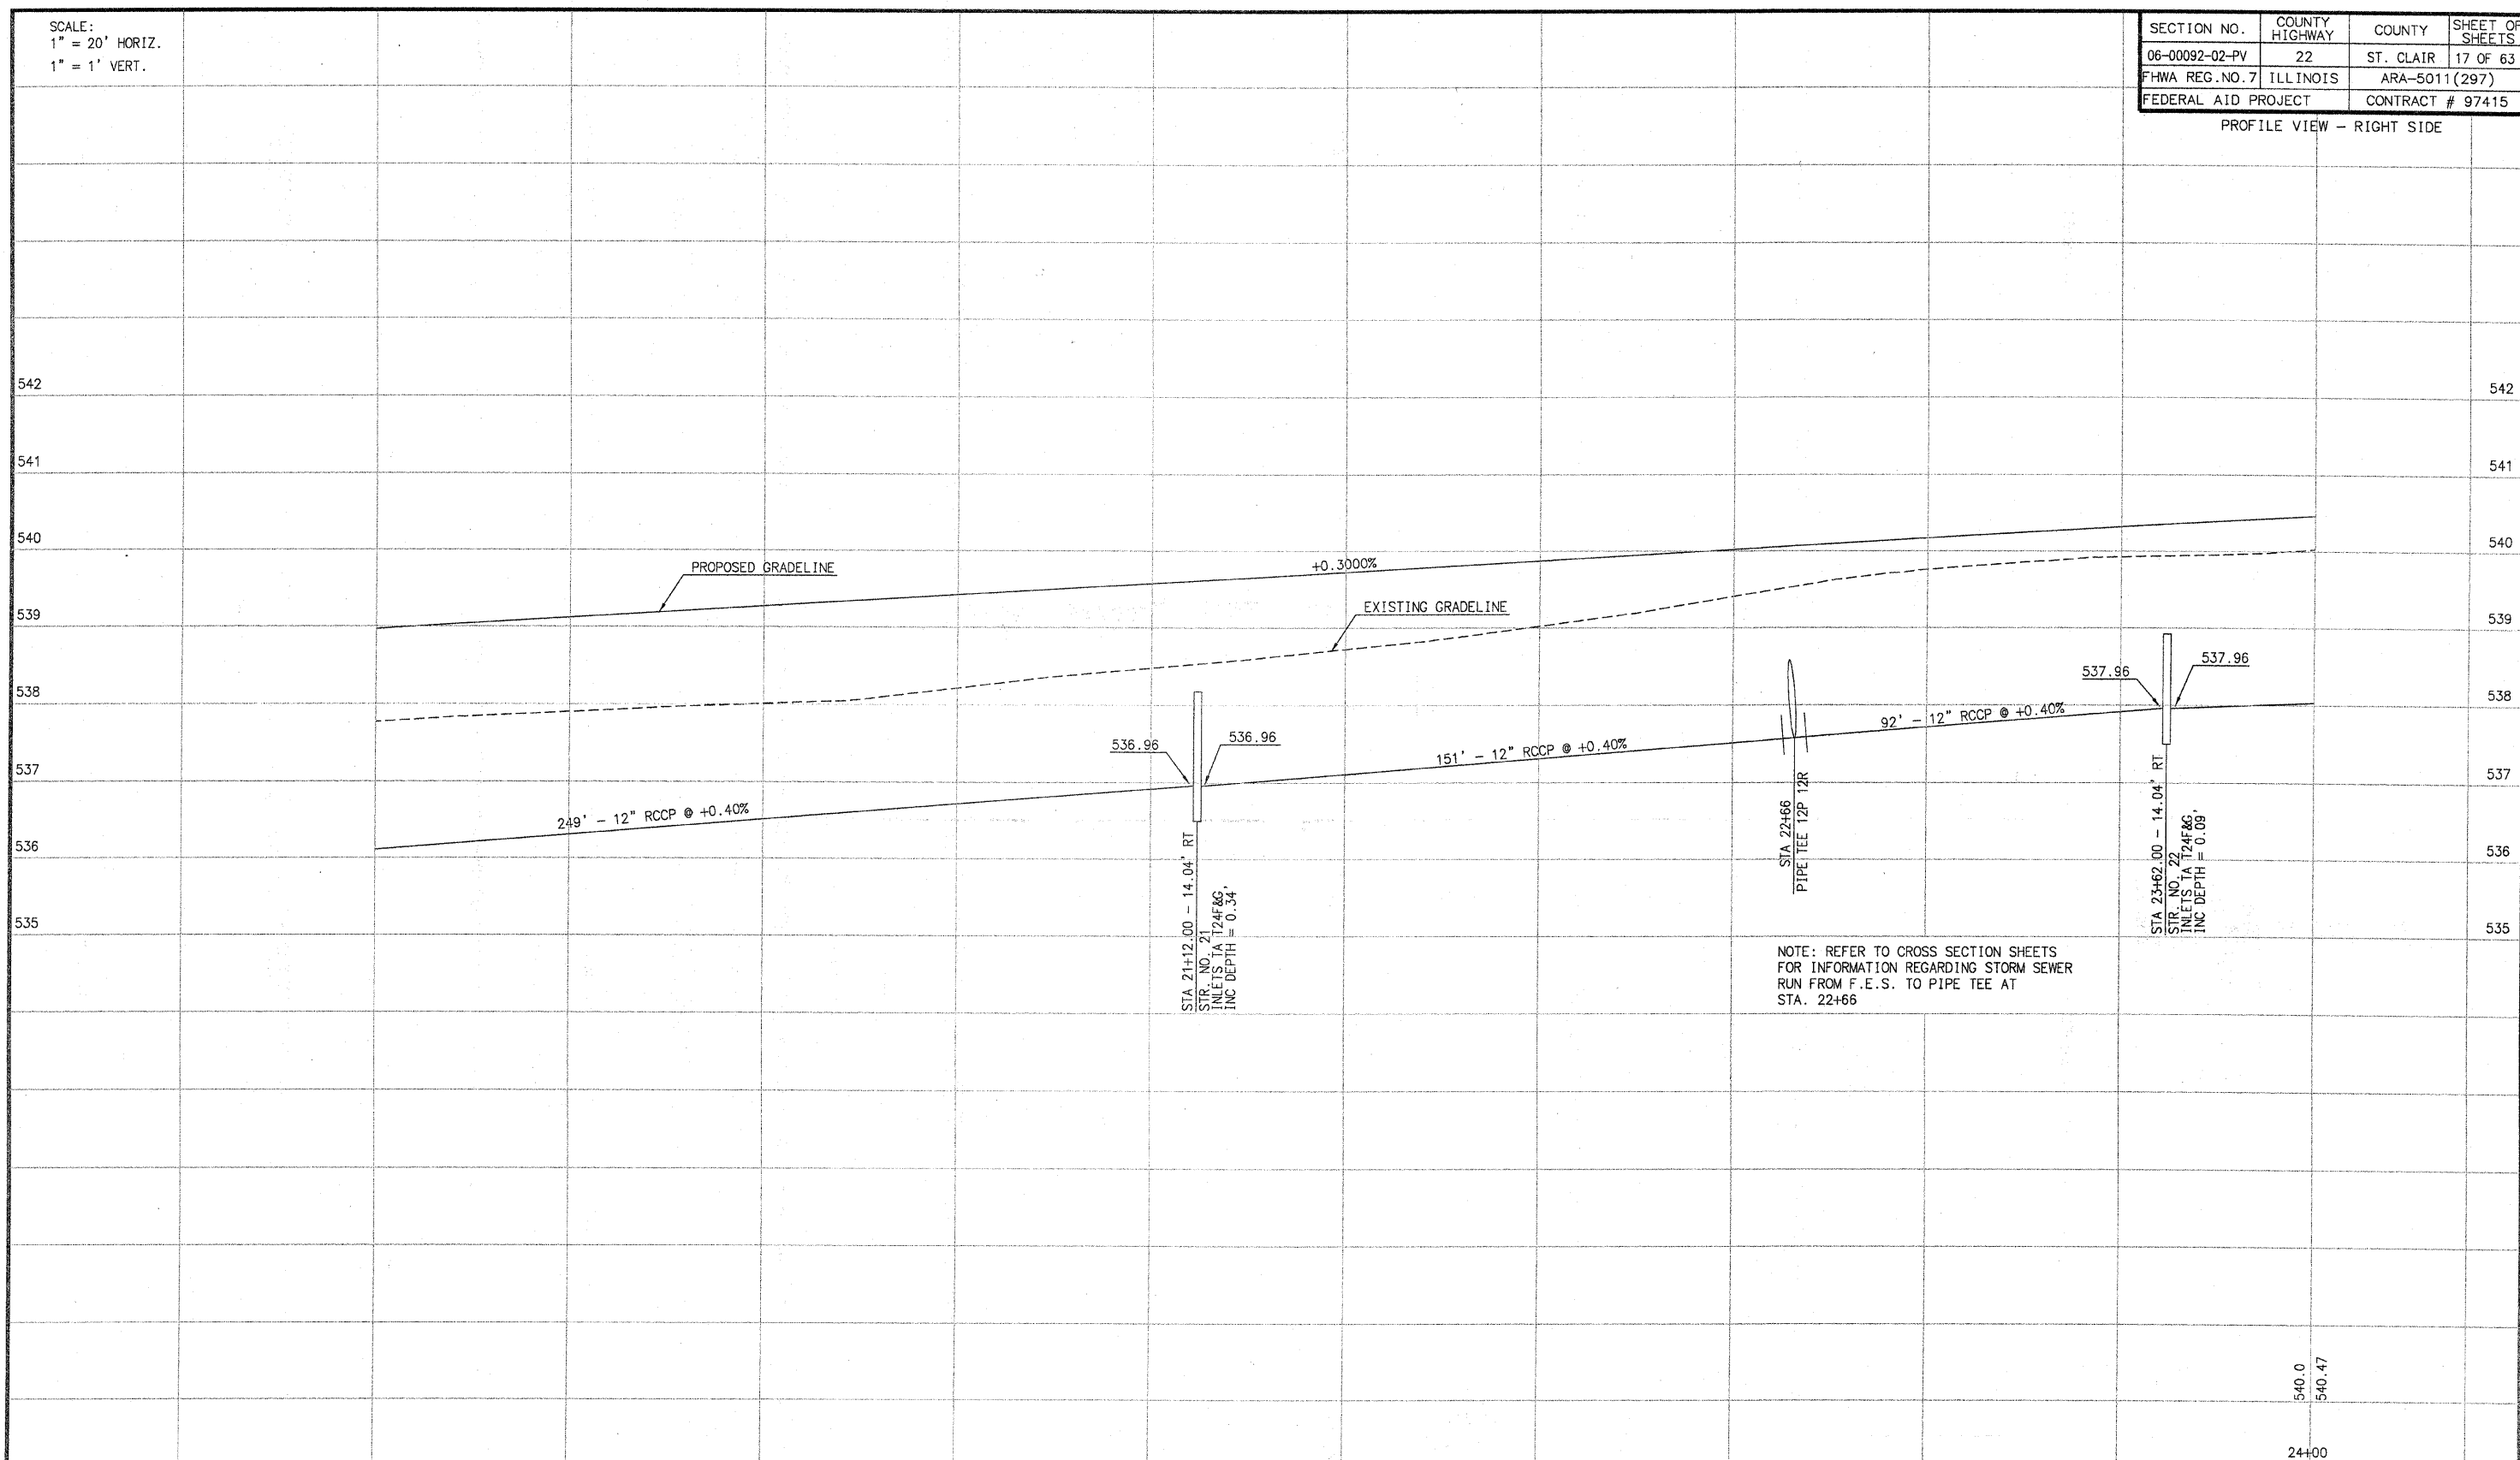 SCALE:
1" = 20' HORIZ.
1" = 1' VERT.
SECTION NO. COUNTY HIGHWAY COUNTY SHEET OF SHEETS
06-00092-02-PV 22 ST. CLAIR 17 OF 63
FHWA REG.NO.7 ILLINOIS ARA-5011(297)
FEDERAL AID PROJECT CONTRACT # 97415
PROFILE VIEW - RIGHT SIDE
542 542
541 541
540 540
PROPOSED GRADELINE
+0.3000%
EXISTING GRADELINE
539 539
538 538
537.96
537.96
536.96
536.96
249' - 12" RCCP @ +0.40%
151' - 12" RCCP @ +0.40%
92' - 12" RCCP @ +0.40%
537 537
536 536
535 535
STA 21+12.00 - 14.04' RT
STR. NO. 21
INLETS TA T24F&G
INC DEPTH = 0.34'
STA 22+66
PIPE TEE 12P 12R
STA 23+62.00 - 14.04' RT
STR. NO. 22
INLETS TA T24F&G
INC DEPTH = 0.09'
NOTE: REFER TO CROSS SECTION SHEETS
FOR INFORMATION REGARDING STORM SEWER
RUN FROM F.E.S. TO PIPE TEE AT
STA. 22+66
540.0
540.47
24+00